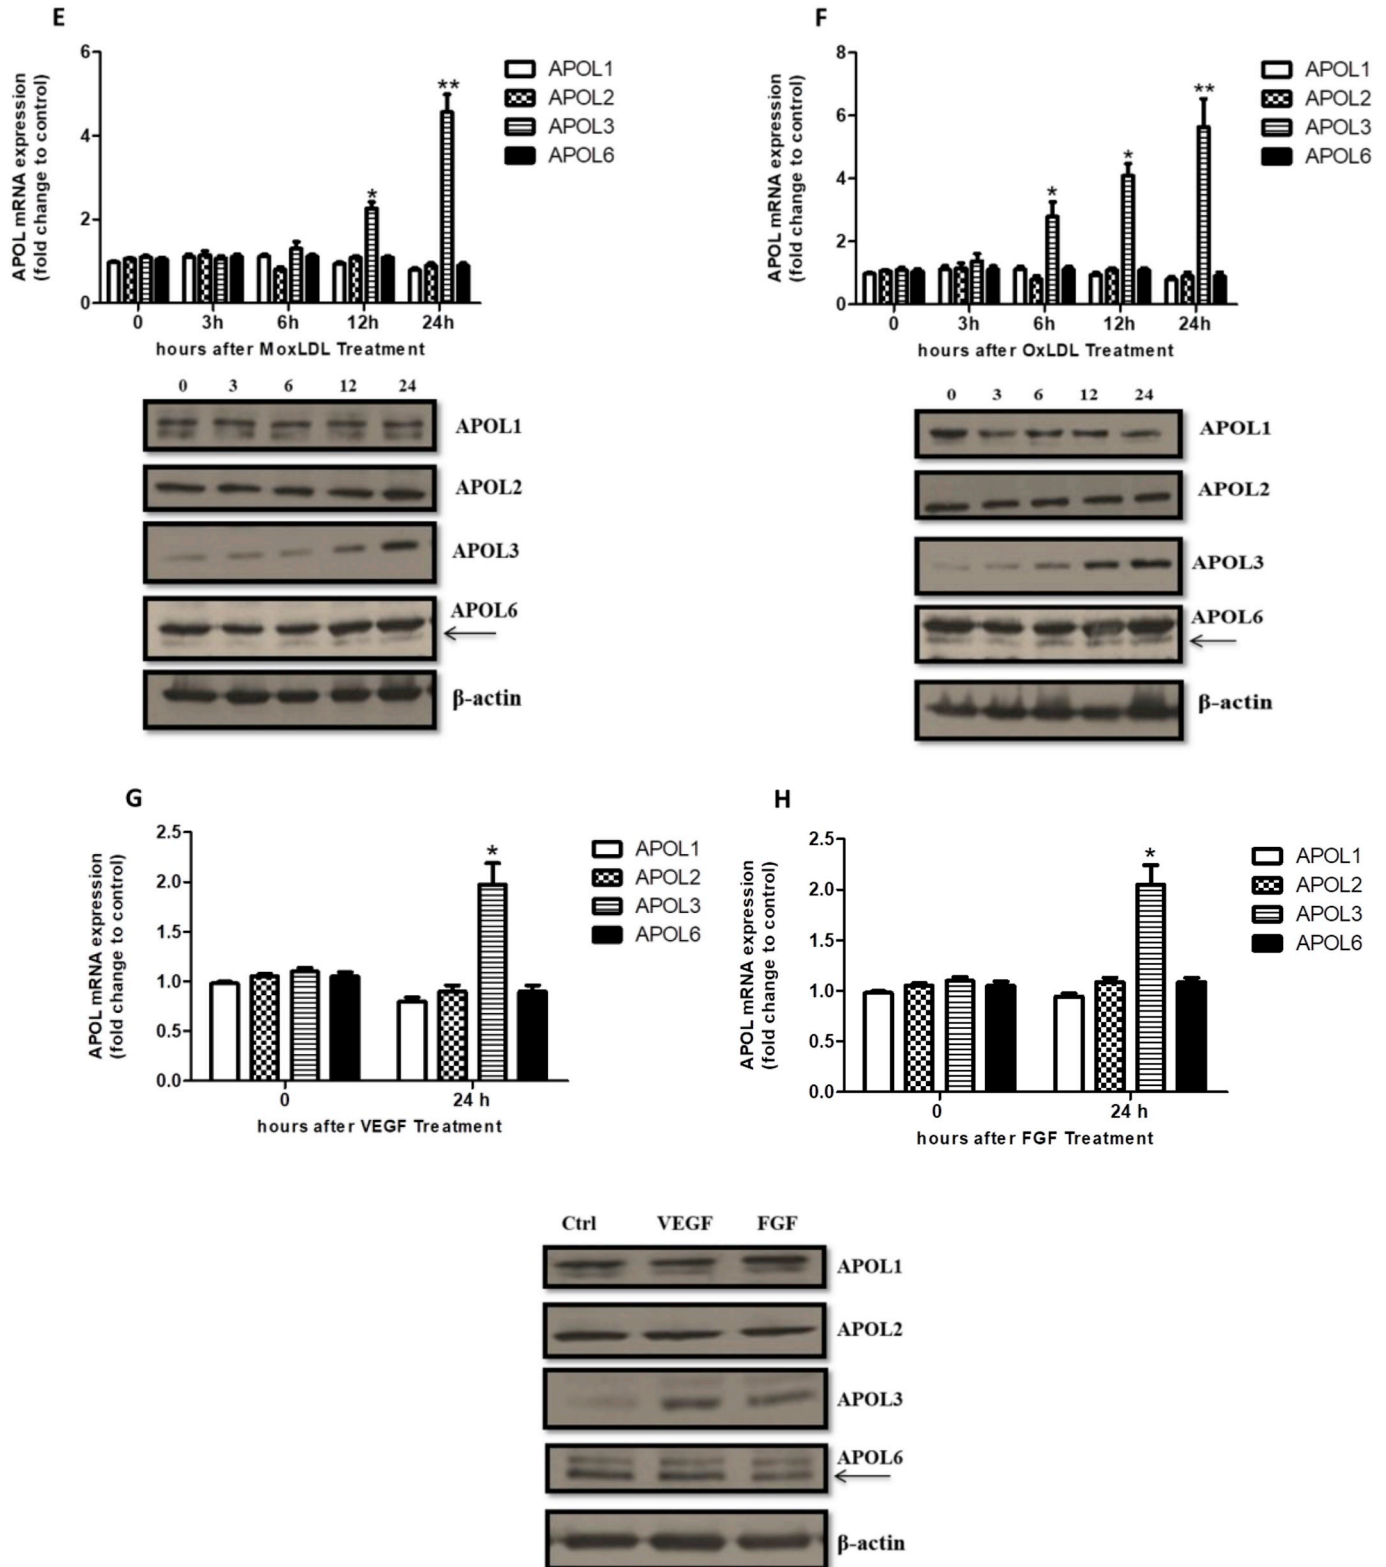 E
APOL mRNA expression
(fold change to control)
6
4
2
0
**
*
APOL1
APOL2
APOL3
APOL6
0 3h 6h 12h 24h
hours after MoxLDL Treatment
0 3 6 12 24
APOL1
APOL2
APOL3
APOL6
β-actin
F
APOL mRNA expression
(fold change to control)
8
6
4
2
0
**
*
*
APOL1
APOL2
APOL3
APOL6
0 3h 6h 12h 24h
hours after OxLDL Treatment
0 3 6 12 24
APOL1
APOL2
APOL3
APOL6
β-actin
G
APOL mRNA expression
(fold change to control)
2.5
2.0
1.5
1.0
0.5
0.0
*
APOL1
APOL2
APOL3
APOL6
0 24 h
hours after VEGF Treatment
H
APOL mRNA expression
(fold change to control)
2.5
2.0
1.5
1.0
0.5
0.0
*
APOL1
APOL2
APOL3
APOL6
0 24 h
hours after FGF Treatment
Ctrl VEGF FGF
APOL1
APOL2
APOL3
APOL6
β-actin